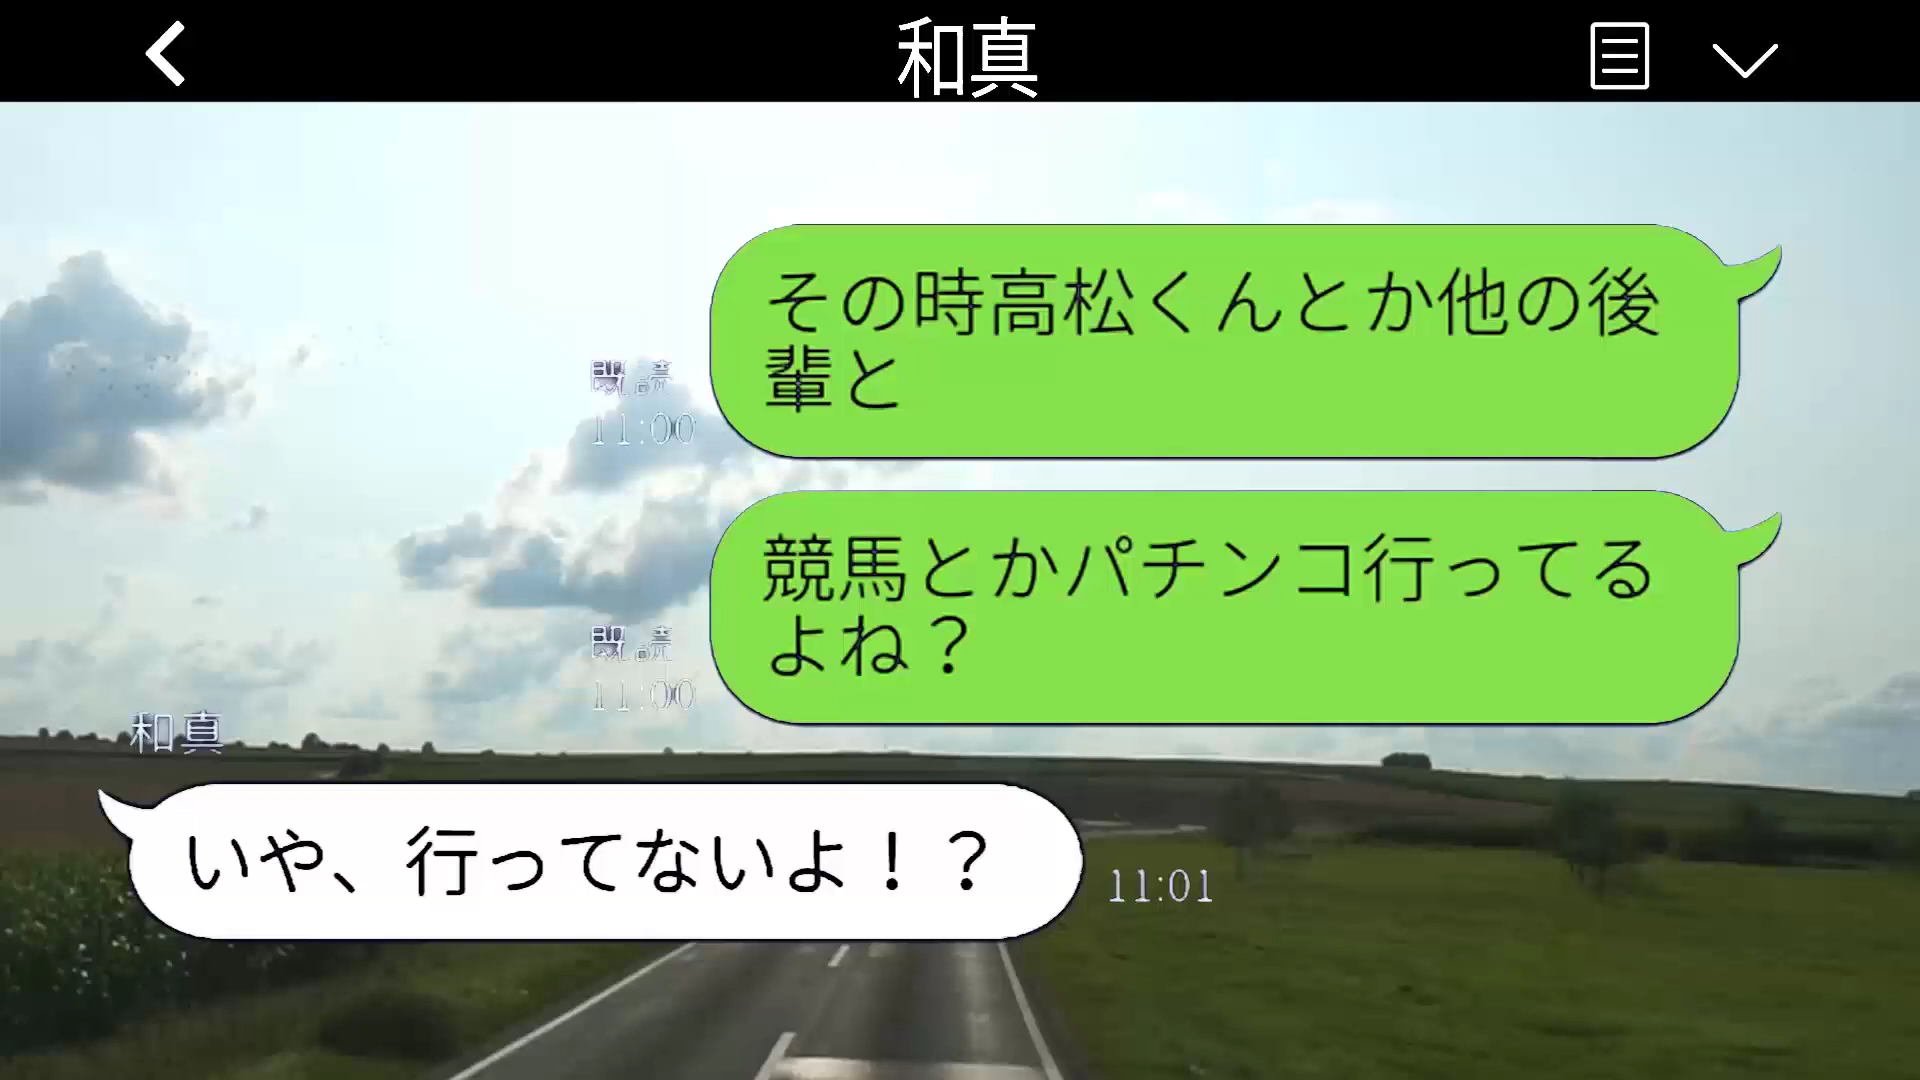 和真
その時高松くんとか他の後
輩と
既読
11:00
競馬とかパチンコ行ってる
よね？
既読
11:00
和真
いや、行ってないよ！？
11:01